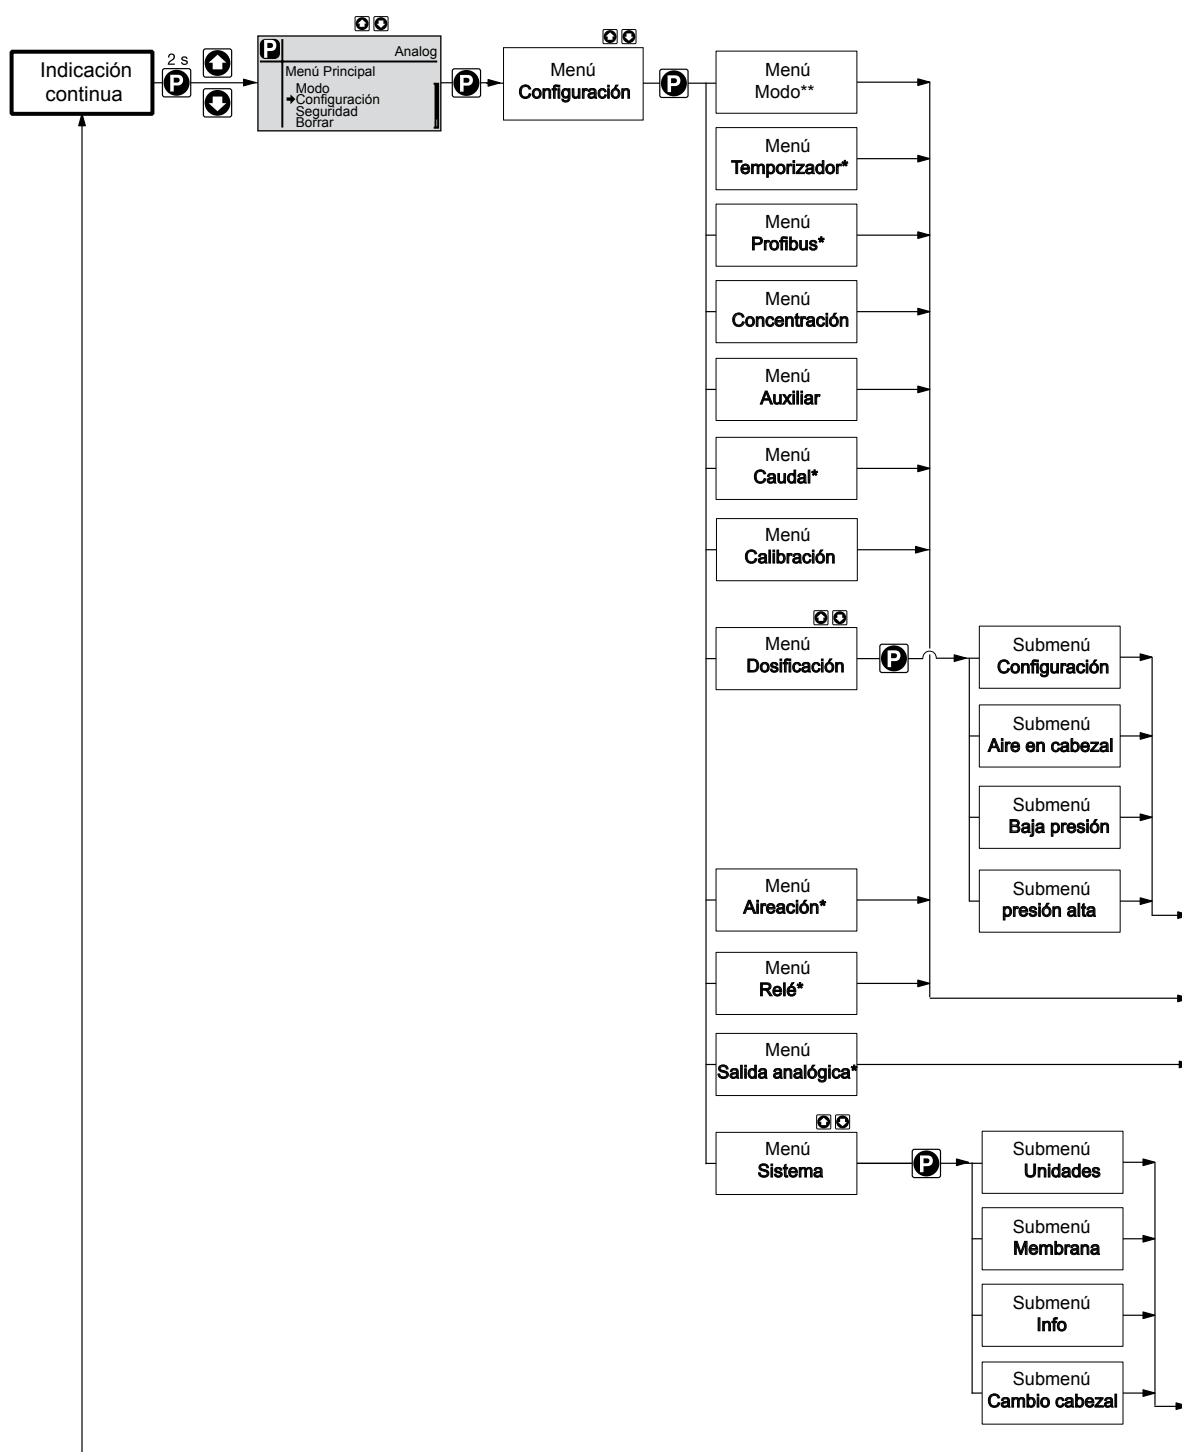 Indicación
continua
2 s
P
P
Analog
Menú Principal
Modo
Configuración
Seguridad
Borrar
P
Menú
Configuración
P
Menú
Modo**
Menú
Temporizador*
Menú
Profibus*
Menú
Concentración
Menú
Auxiliar
Menú
Caudal*
Menú
Calibración
Menú
Dosificación
P
Submenú
Configuración
Submenú
Aire en cabezal
Submenú
Baja presión
Submenú
presión alta
Menú
Aireación*
Menú
Relé*
Menú
Salida analógica*
Menú
Sistema
P
Submenú
Unidades
Submenú
Membrana
Submenú
Info
Submenú
Cambio cabezal